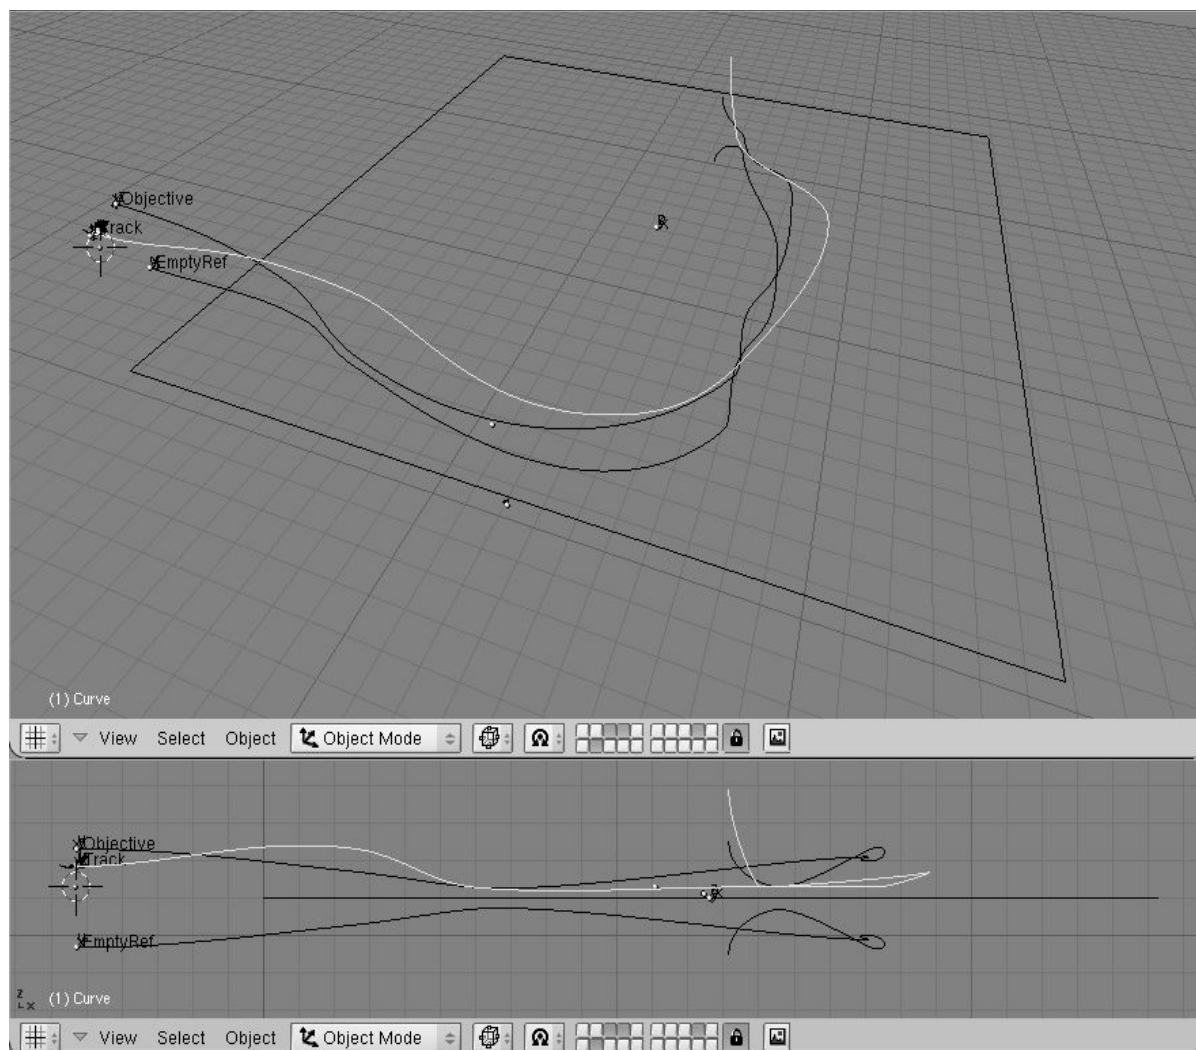 Objective
Track
EmptyRef
R
(1) Curve
View Select Object Object Mode
Objective
Track
EmptyRef
z
x
(1) Curve
View Select Object Object Mode